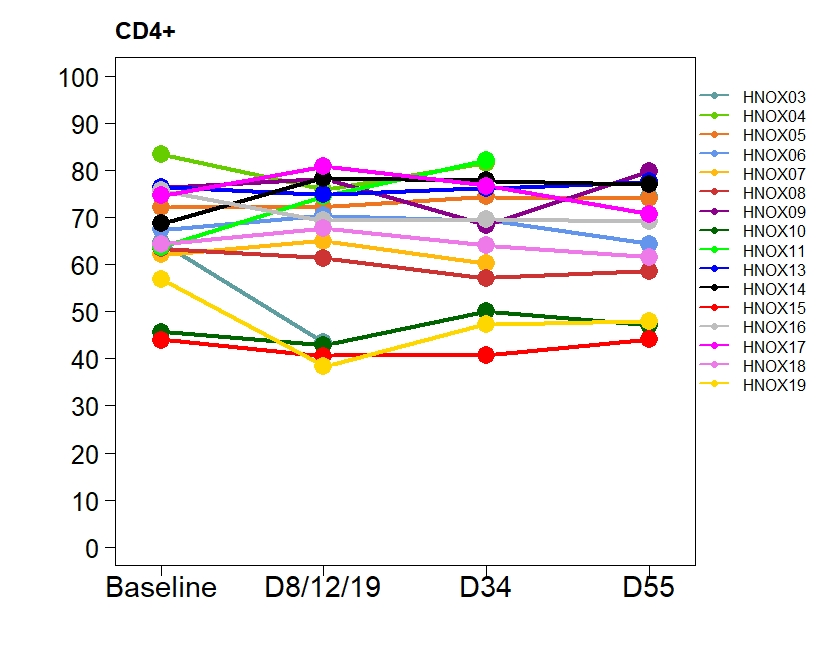 CD4+
100
90
80
70
60
50
40
30
20
10
0
Baseline D8/12/19 D34 D55
HNOX03
HNOX04
HNOX05
HNOX06
HNOX07
HNOX08
HNOX09
HNOX10
HNOX11
HNOX13
HNOX14
HNOX15
HNOX16
HNOX17
HNOX18
HNOX19